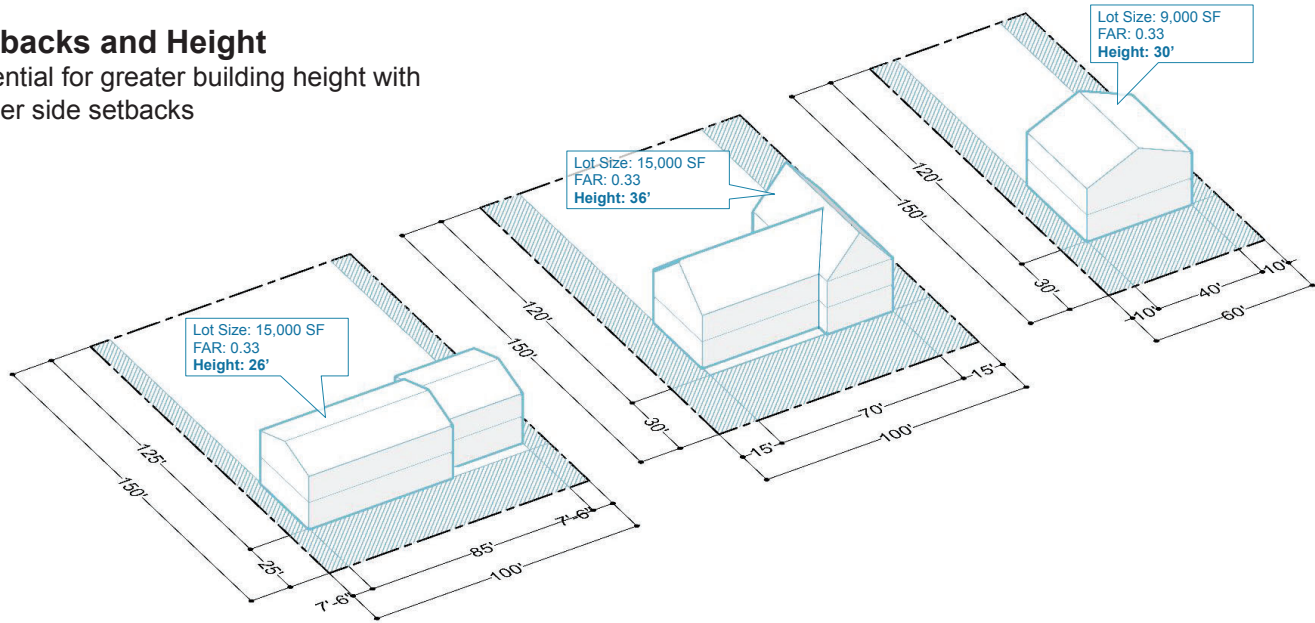 backs and Height
ential for greater building height with
er side setbacks
Lot Size: 9,000 SF
FAR: 0.33
Height: 30’
Lot Size: 15,000 SF
FAR: 0.33
Height: 36’
Lot Size: 15,000 SF
FAR: 0.33
Height: 26’
125'
150'
25'
7'-6"
85'
7'-6"
100'
120'
150'
30'
15'
70'
15'
100'
120'
150'
30'
10'
40'
10'
60'